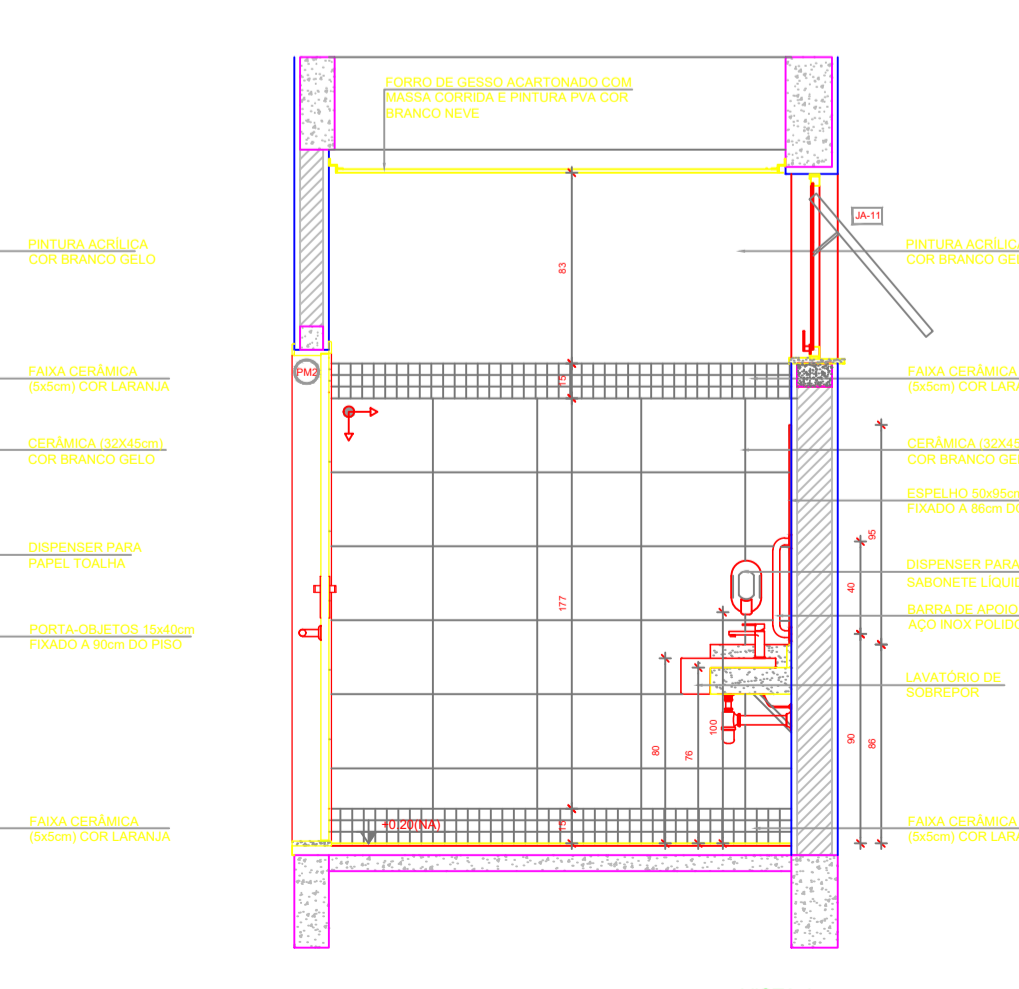 FORRO DE GESSO ACARTONADO COM
MASSA CORRIDA E PINTURA PVA COR
BRANCO NEVE
JA-11
PINTURA ACRÍLICA
COR BRANCO GELO
PINTURA ACRÍLICA
COR BRANCO GEL
83
FAIXA CERÂMICA
(5x5cm) COR LARANJA
PM2
15
FAIXA CERÂMICA
(5x5cm) COR LARA
CERÂMICA (32X45cm)
COR BRANCO GELO
CERÂMICA (32X45
COR BRANCO GEL
ESPELHO 50x95cm
FIXADO A 86cm DO
95
DISPENSER PARA
PAPEL TOALHA
DISPENSER PARA
SABONETE LÍQUID
40
177
BARRA DE APOIO
AÇO INOX POLIDO
PORTA-OBJETOS 15x40cm
FIXADO A 90cm DO PISO
LAVATÓRIO DE
SOBREPOR
100
80
76
90
86
FAIXA CERÂMICA
(5x5cm) COR LARANJA
+0,20(NA)
15
FAIXA CERÂMICA
(5x5cm) COR LARA